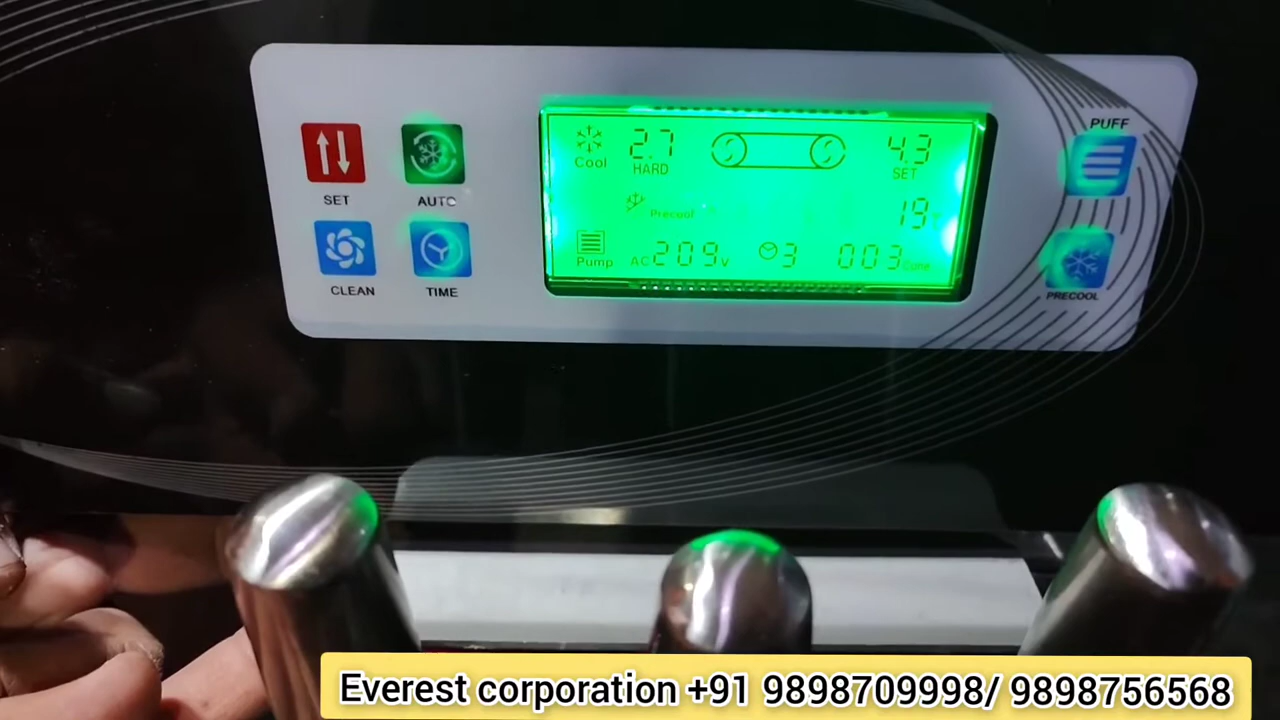 PUFF
Cool 2.7 4.3
HARD SET
SET AUTO
Precool 19
Pump AC 209V 3 003 Cone
CLEAN TIME PRECOOL
Everest corporation +91 9898709998/ 9898756568